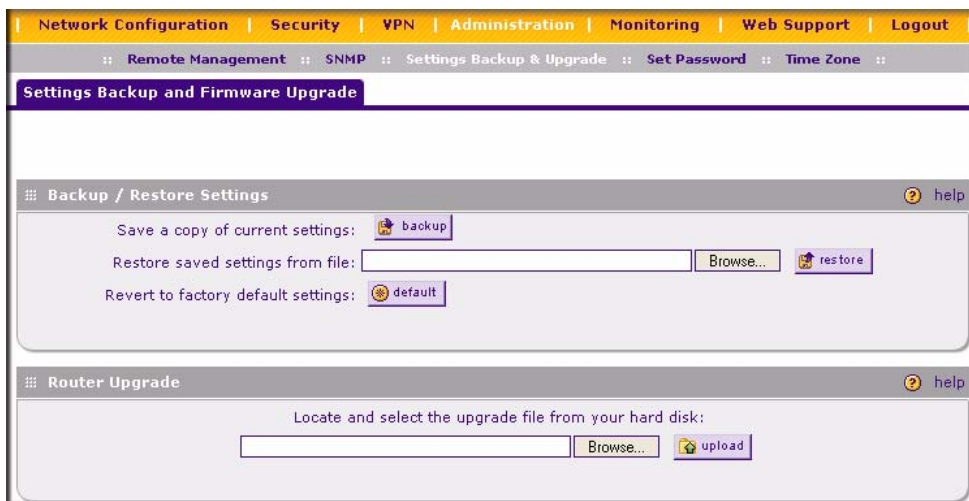 | Network Configuration | Security | VPN | Administration | Monitoring | Web Support | Logout
:: Remote Management :: SNMP :: Settings Backup & Upgrade :: Set Password :: Time Zone ::
Settings Backup and Firmware Upgrade
Backup / Restore Settings ? help
Save a copy of current settings: backup
Restore saved settings from file: Browse... restore
Revert to factory default settings: default
Router Upgrade ? help
Locate and select the upgrade file from your hard disk:
Browse... upload